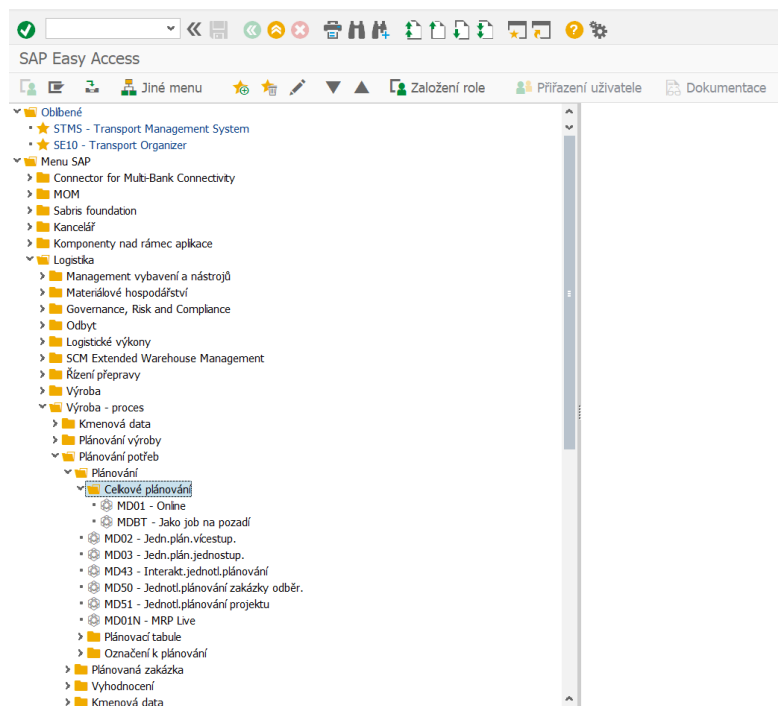 SAP Easy Access
Jiné menu Založení role Přiřazení uživatele Dokumentace
Oblíbené
STMS - Transport Management System
SE10 - Transport Organizer
Menu SAP
Connector for Multi-Bank Connectivity
MOM
Sabris foundation
Kancelář
Komponenty nad rámec aplikace
Logistika
Management vybavení a nástrojů
Materiálové hospodářství
Governance, Risk and Compliance
Odbyt
Logistické výkony
SCM Extended Warehouse Management
Řízení přepravy
Výroba
Výroba - proces
Kmenová data
Plánování výroby
Plánování potřeb
Plánování
Celkové plánování
MD01 - Online
MDBT - Jako job na pozadí
MD02 - Jedn.plán.vícestup.
MD03 - Jedn.plán.jednostup.
MD43 - Interakt.jednotl.plánování
MD50 - Jednotl.plánování zakázky odběr.
MD51 - Jednotl.plánování projektu
MD01N - MRP Live
Plánovací tabule
Označení k plánování
Plánovaná zakázka
Vyhodnocení
Kmenová data